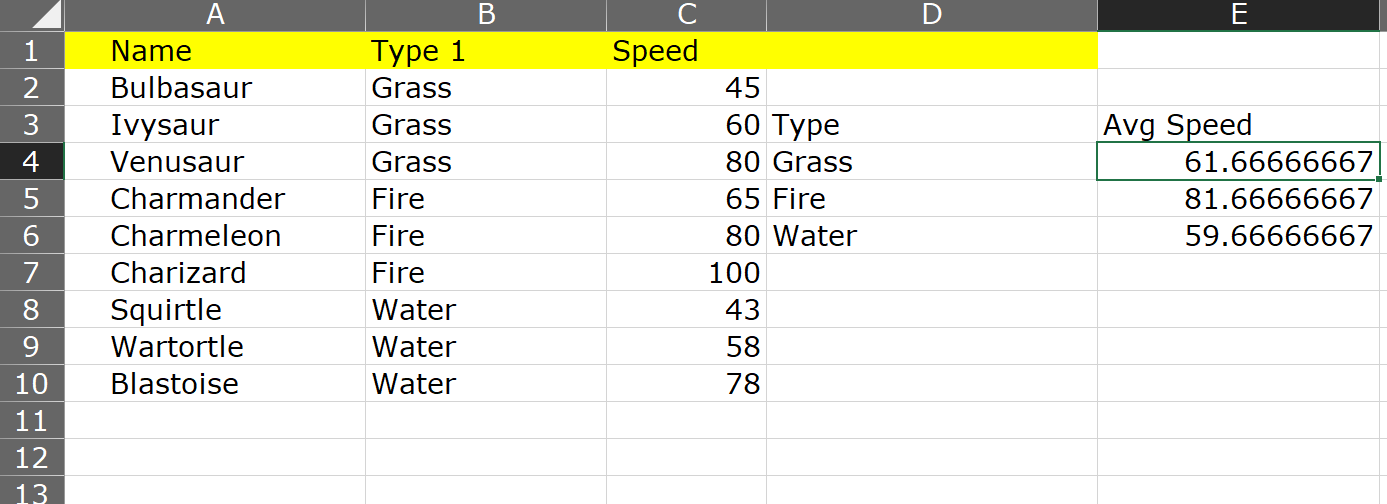 A B C D E
1 Name Type 1 Speed
2 Bulbasaur Grass 45
3 Ivysaur Grass 60 Type Avg Speed
4 Venusaur Grass 80 Grass 61.66666667
5 Charmander Fire 65 Fire 81.66666667
6 Charmeleon Fire 80 Water 59.66666667
7 Charizard Fire 100
8 Squirtle Water 43
9 Wartortle Water 58
10 Blastoise Water 78
11
12
13